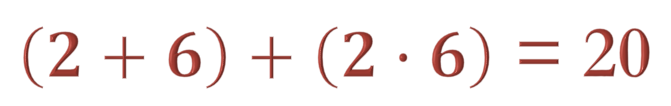 (2 + 6) + (2 · 6) = 20